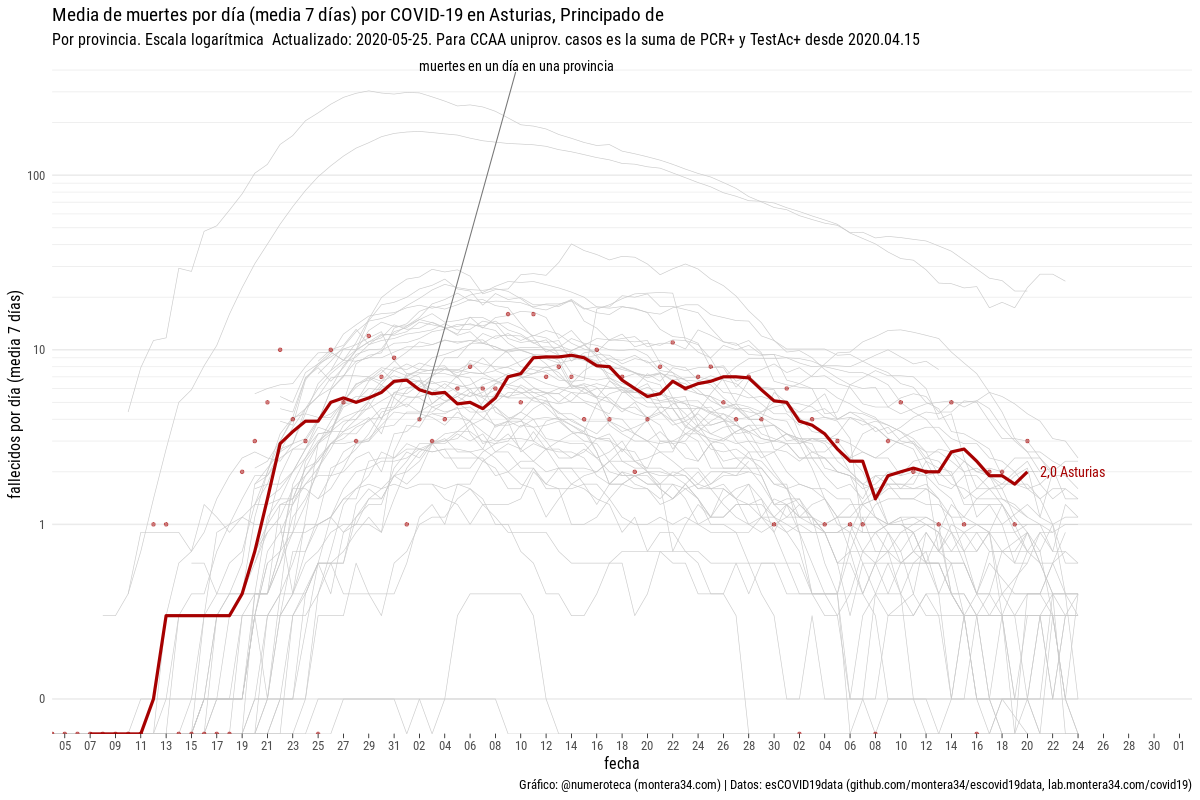 Media de muertes por día (media 7 días) por COVID-19 en Asturias, Principado de
Por provincia. Escala logarítmica  Actualizado: 2020-05-25. Para CCAA uniprov. casos es la suma de PCR+ y TestAc+ desde 2020.04.15
muertes en un día en una provincia
fallecidos por día (media  7 días)
100
10
1
0
2,0 Asturias
05 07 09 11 13 15 17 19 21 23 25 27 29 31 02 04 06 08 10 12 14 16 18 20 22 24 26 28 30 02 04 06 08 10 12 14 16 18 20 22 24 26 28 30 01
fecha
Gráfico: @numeroteca (montera34.com) | Datos: esCOVID19data (github.com/montera34/escovid19data, lab.montera34.com/covid19)